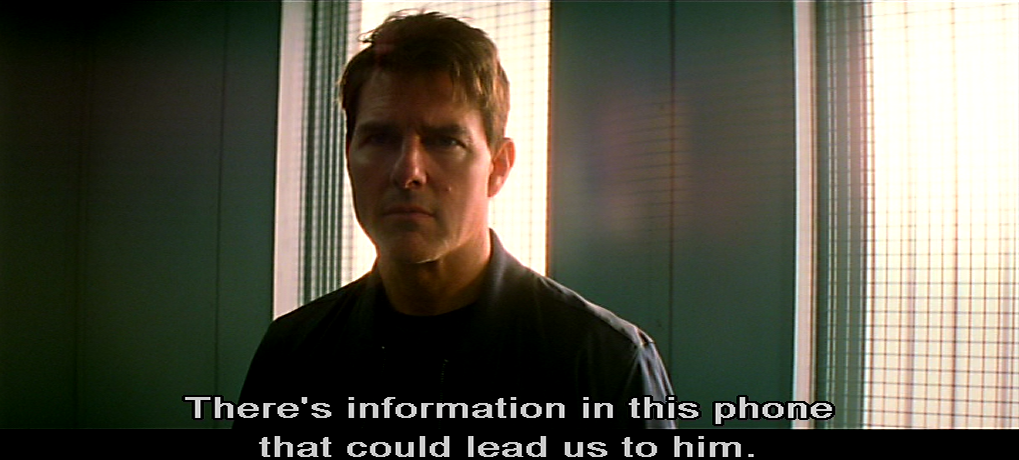 There's information in this phone
that could lead us to him.